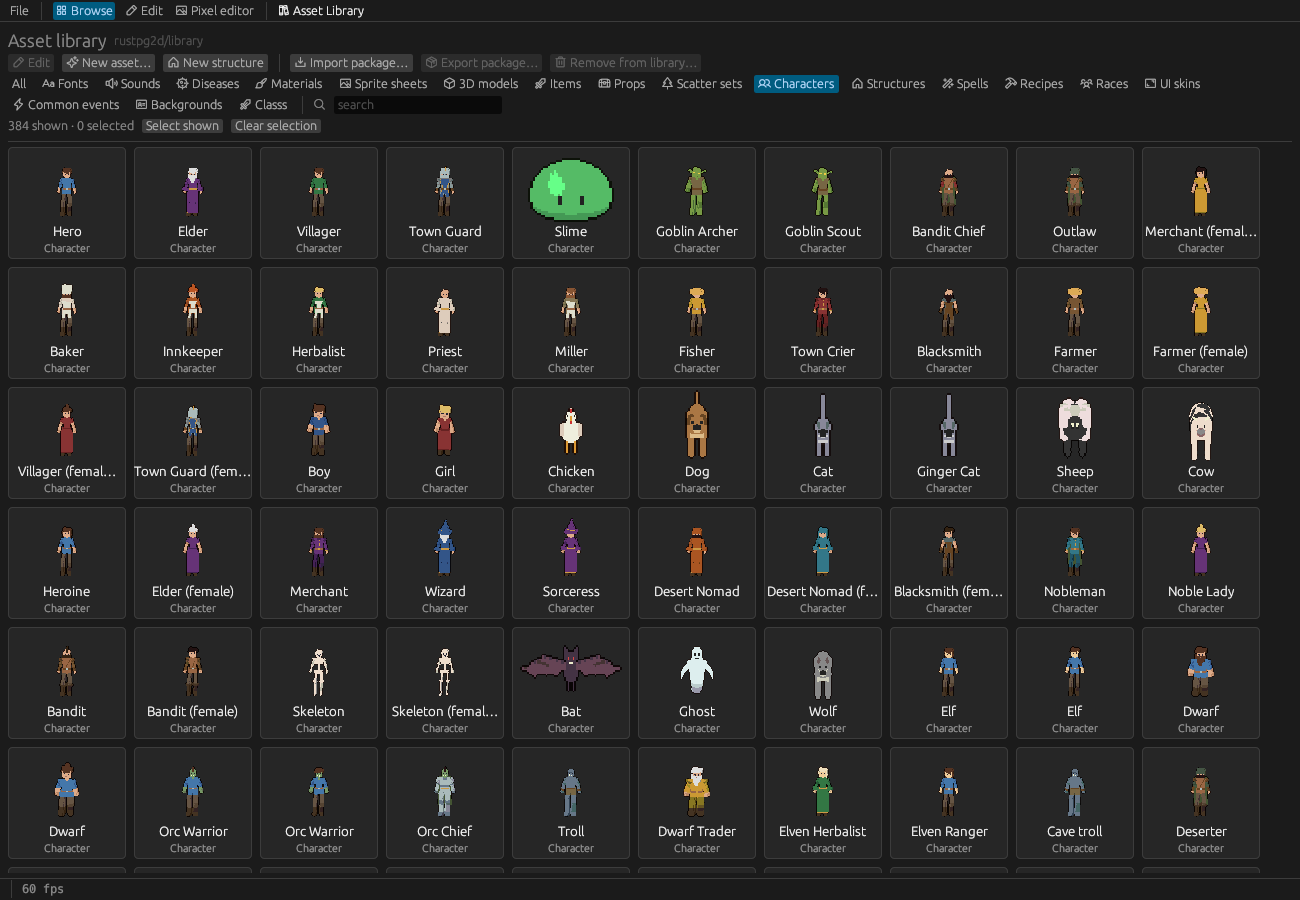 File Browse Edit Pixel editor Asset Library
Asset library rustpg2d/library
Edit New asset... New structure Import package... Export package... Remove from library...
All Fonts Sounds Diseases Materials Sprite sheets 3D models Items Props Scatter sets Characters Structures Spells Recipes Races UI skins
Common events Backgrounds Classs search
384 shown · 0 selected Select shown Clear selection
Hero Elder Villager Town Guard Slime Goblin Archer Goblin Scout Bandit Chief Outlaw Merchant (femal...
Character Character Character Character Character Character Character Character Character Character
Baker Innkeeper Herbalist Priest Miller Fisher Town Crier Blacksmith Farmer Farmer (female)
Character Character Character Character Character Character Character Character Character Character
Villager (femal... Town Guard (fem... Boy Girl Chicken Dog Cat Ginger Cat Sheep Cow
Character Character Character Character Character Character Character Character Character Character
Heroine Elder (female) Merchant Wizard Sorceress Desert Nomad Desert Nomad (f... Blacksmith (fem... Nobleman Noble Lady
Character Character Character Character Character Character Character Character Character Character
Bandit Bandit (female) Skeleton Skeleton (femal... Bat Ghost Wolf Elf Elf Dwarf
Character Character Character Character Character Character Character Character Character Character
Dwarf Orc Warrior Orc Warrior Orc Chief Troll Dwarf Trader Elven Herbalist Elven Ranger Cave troll Deserter
Character Character Character Character Character Character Character Character Character Character
60 fps